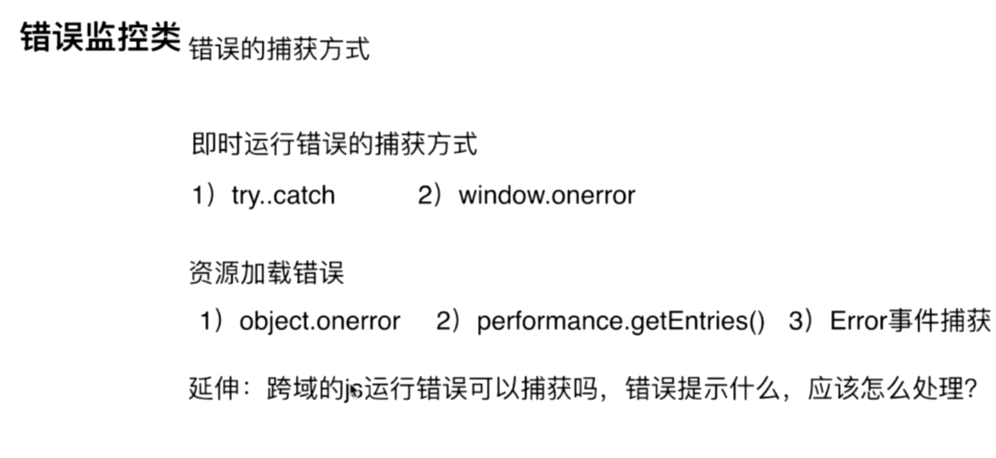 错误监控类
错误的捕获方式
即时运行错误的捕获方式
1）try..catch 2）window.onerror
资源加载错误
1）object.onerror 2）performance.getEntries() 3）Error事件捕获
延伸：跨域的js运行错误可以捕获吗，错误提示什么，应该怎么处理？